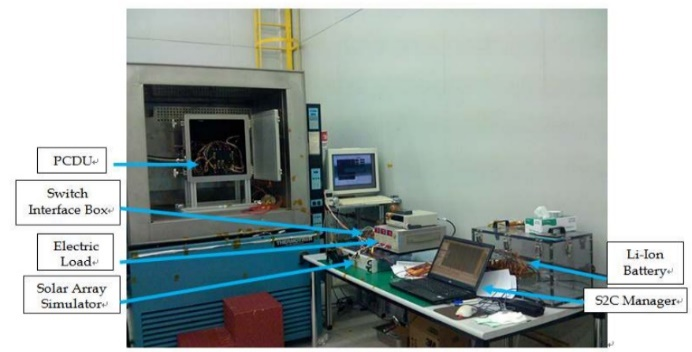 PCDU
Switch
Interface Box
Electric
Load
Solar Array
Simulator
Li-Ion
Battery
S2C Manager